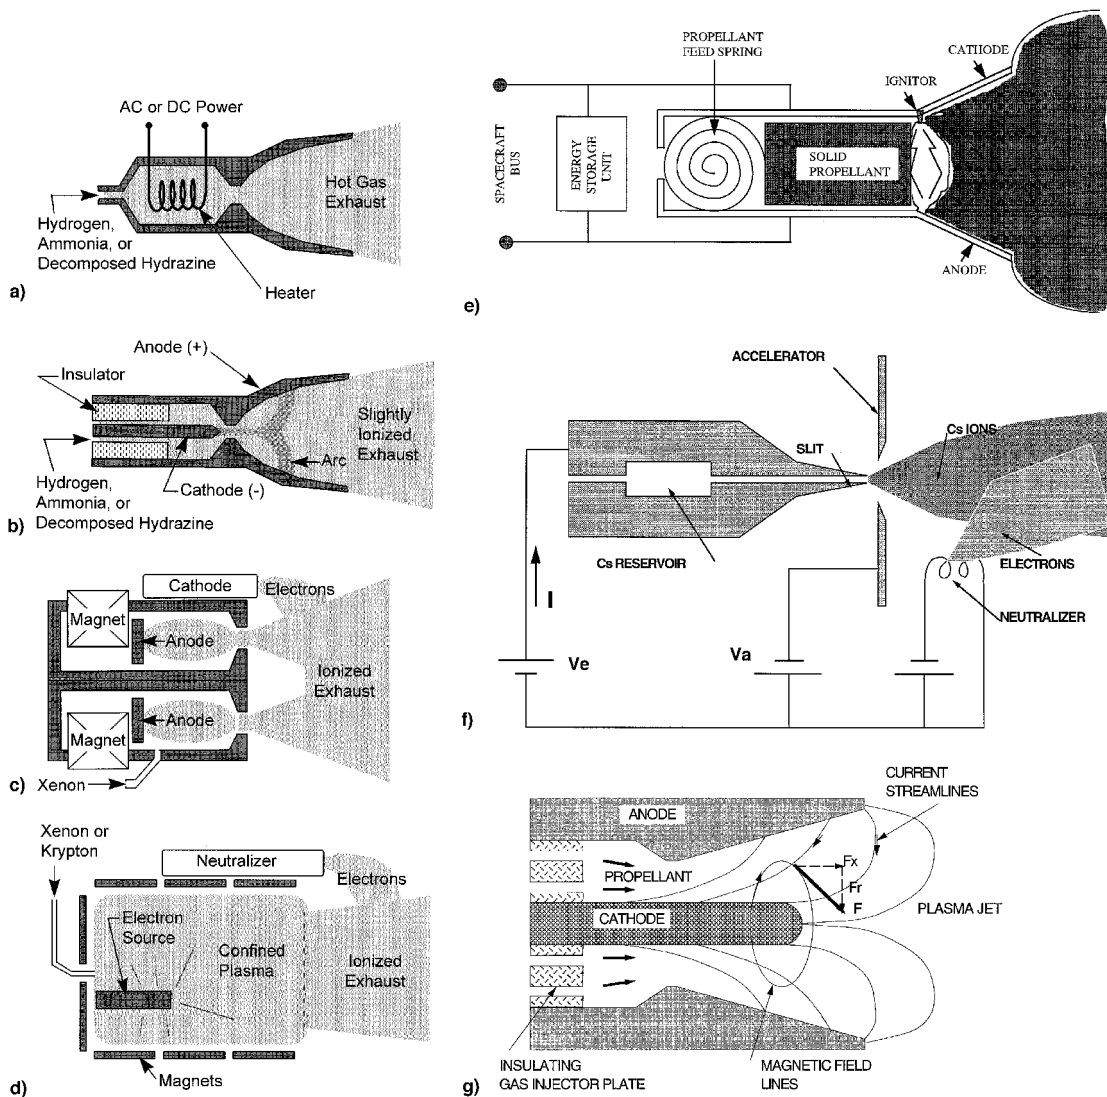 AC or DC Power
Hot Gas
Exhaust
Hydrogen,
Ammonia, or
Decomposed Hydrazine
Heater
a)
Anode (+)
Insulator
Slightly
Ionized
Exhaust
Arc
Hydrogen,
Ammonia, or
Decomposed Hydrazine
Cathode (-)
b)
Cathode
Electrons
Magnet
Anode
Ionized
Exhaust
Anode
Magnet
Xenon
c)
Xenon or
Krypton
Neutralizer
Electrons
Electron
Source
Confined
Plasma
Ionized
Exhaust
Magnets
d)
PROPELLANT
FEED SPRING
CATHODE
IGNITOR
SPACECRAFT
BUS
ENERGY
STORAGE
UNIT
SOLID
PROPELLANT
ANODE
e)
ACCELERATOR
Cs IONS
SLIT
Cs RESERVOIR
ELECTRONS
I
NEUTRALIZER
Ve
Va
f)
CURRENT
STREAMLINES
ANODE
PROPELLANT
Fx
Fr
F
CATHODE
PLASMA JET
INSULATING
GAS INJECTOR PLATE
MAGNETIC FIELD
LINES
g)